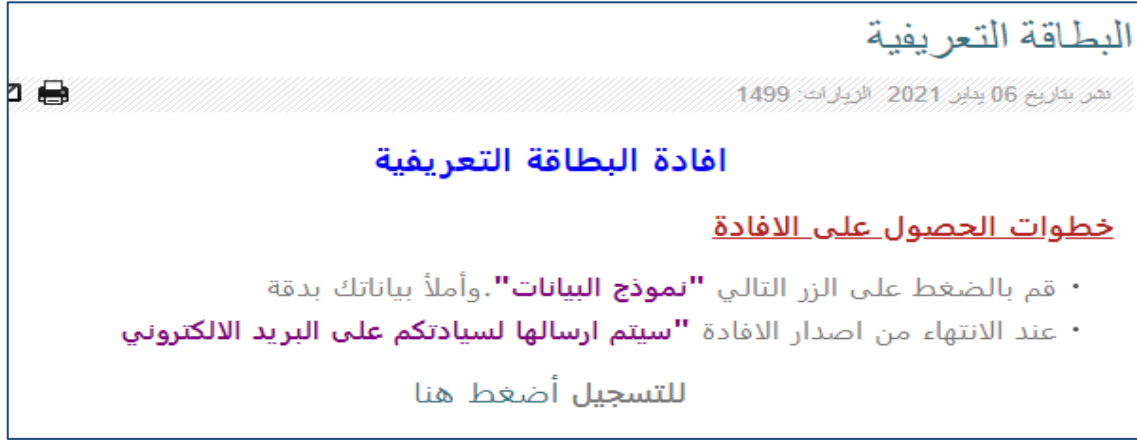 البطاقة التعريفية
نشر بتاريخ 06 يناير 2021 الزيارات: 1499
افادة البطاقة التعريفية
خطوات الحصول على الافادة
• قم بالضغط على الزر التالي "نموذج البيانات".وأملأ بياناتك بدقة
• عند الانتهاء من اصدار الافادة "سيتم ارسالها لسيادتكم على البريد الالكتروني
للتسجيل أضغط هنا